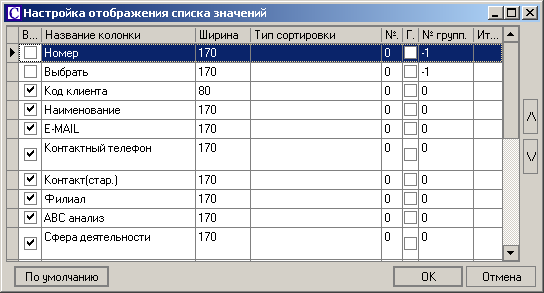 Настройка отображения списка значений
В... Название колонки Ширина Тип сортировки №. Г. № групп. Ит...
Номер 170 0 -1
Выбрать 170 0 -1
Код клиента 80 0 0
Наименование 170 0 0
E-MAIL 170 0 0
Контактный телефон 170 0 0
Контакт(стар.) 170 0 0
Филиал 170 0 0
ABC анализ 170 0 0
Сфера деятельности 170 0 0
/\
\/
По умолчанию OK Отмена